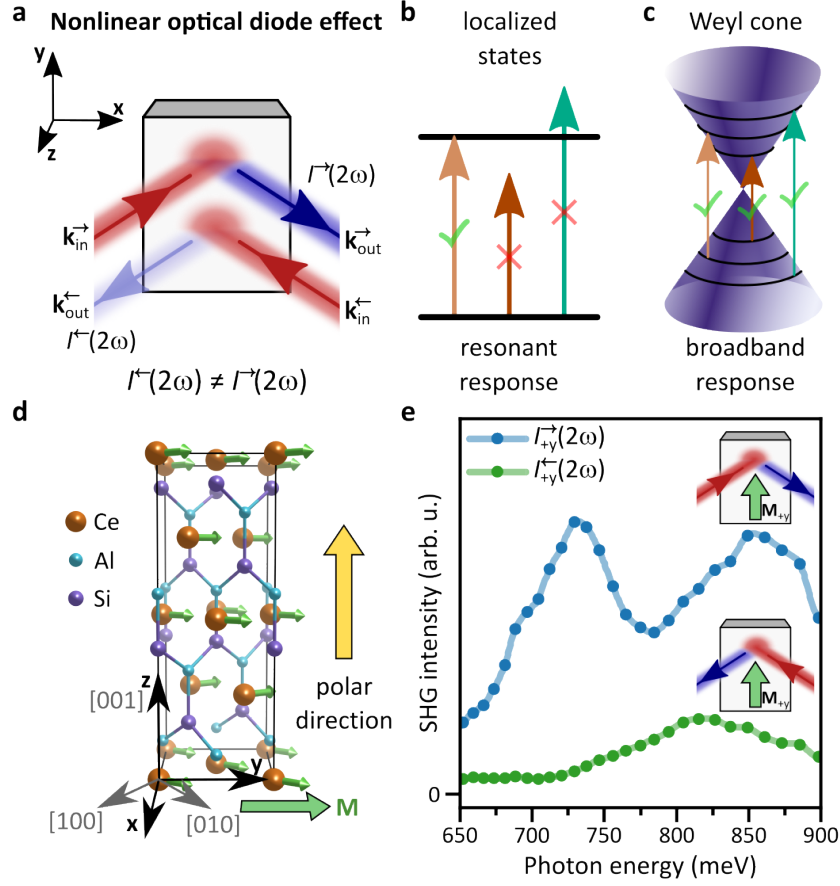 a
Nonlinear optical diode effect
y
x
z
I→(2ω)
k→in
k→out
k←out
k←in
I←(2ω)
I←(2ω) ≠ I→(2ω)
b
localized
states
resonant
response
c
Weyl cone
broadband
response
d
Ce
Al
Si
z
[001]
polar
direction
y
[100]
x
[010]
M
e
I→+y(2ω)
I←+y(2ω)
M+y
M+y
SHG intensity (arb. u.)
0
650
700
750
800
850
900
Photon energy (meV)